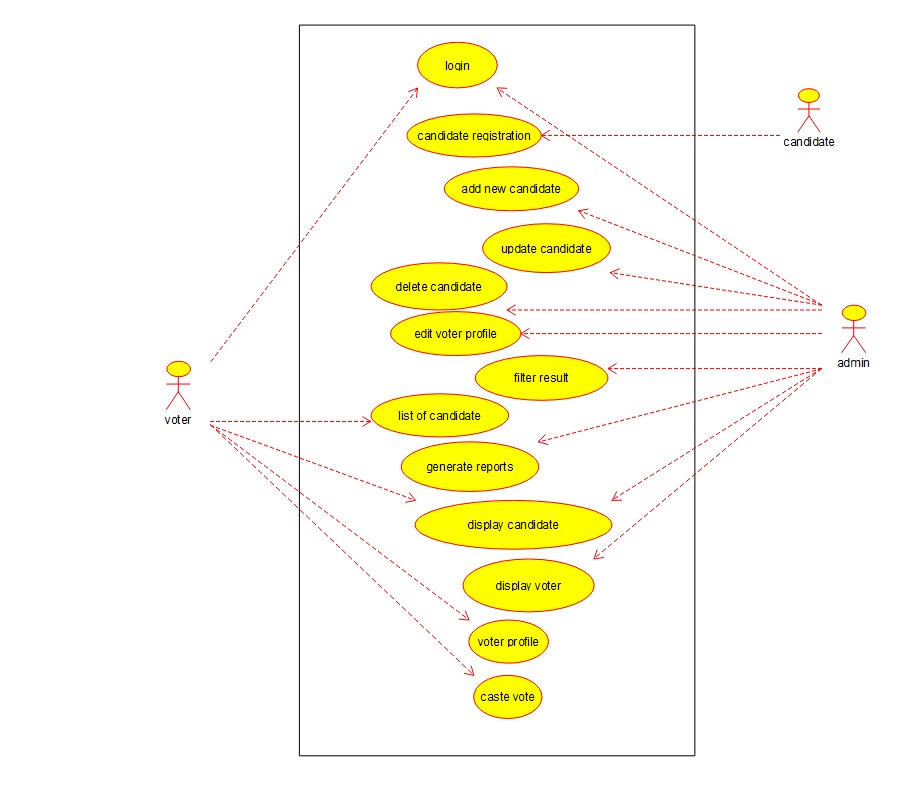 login
candidate registration
candidate
add new candidate
update candidate
delete candidate
edit voter profile
admin
filter result
list of candidate
voter
generate reports
display candidate
display voter
voter profile
caste vote